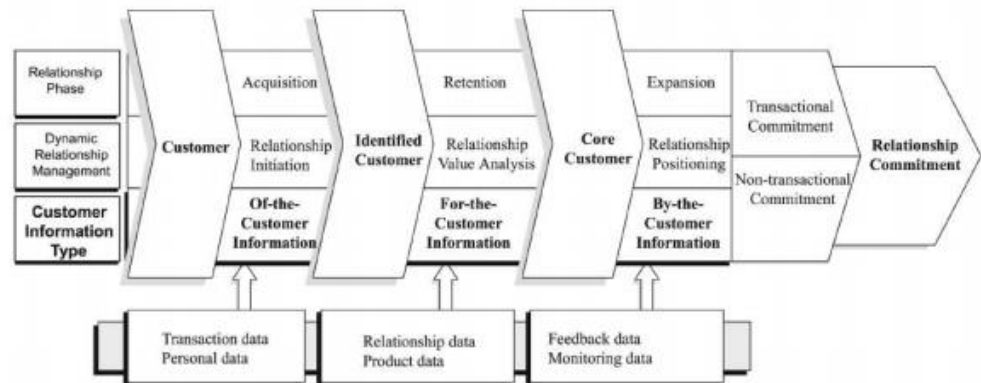 Relationship
Phase
Acquisition
Retention
Expansion
Dynamic
Relationship
Management
Customer
Relationship
Initiation
Identified
Customer
Relationship
Value Analysis
Core
Customer
Relationship
Positioning
Transactional
Commitment
Non-transactional
Commitment
Relationship
Commitment
Customer
Information
Type
Of-the-
Customer
Information
For-the-
Customer
Information
By-the-
Customer
Information
Transaction data
Personal data
Relationship data
Product data
Feedback data
Monitoring data